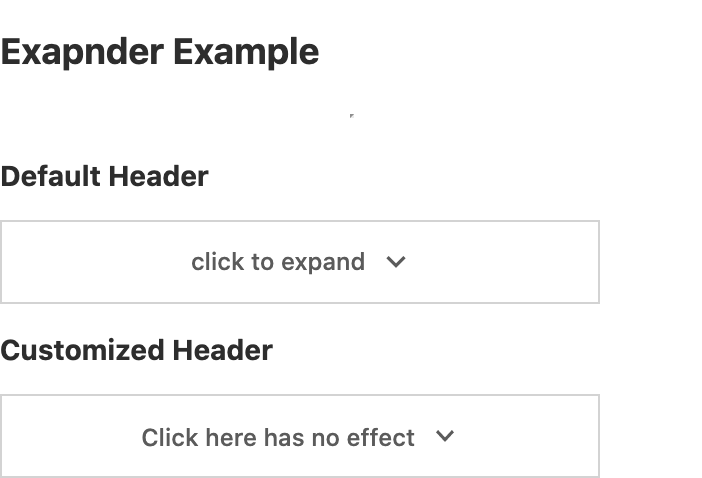 Exapnder Example
Default Header
click to expand
Customized Header
Click here has no effect